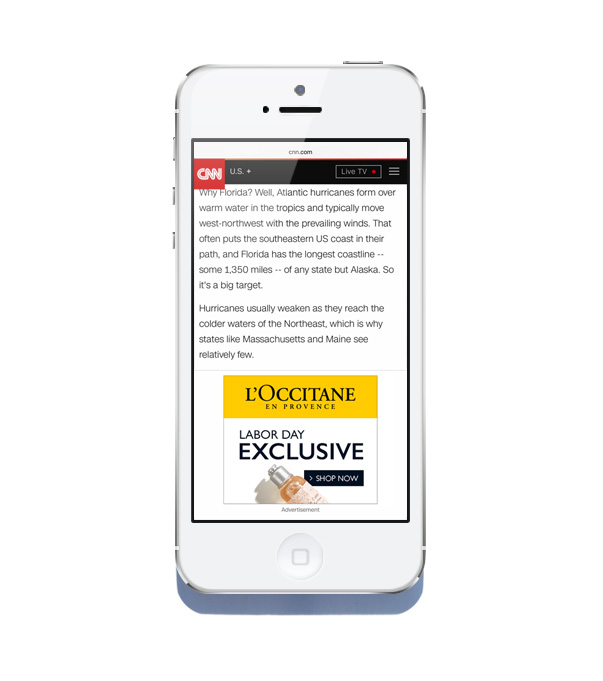 cnn.com
CNN
U.S. +
Live TV
Why Florida? Well, Atlantic hurricanes form over
warm water in the tropics and typically move
west-northwest with the prevailing winds. That
often puts the southeastern US coast in their
path, and Florida has the longest coastline --
some 1,350 miles -- of any state but Alaska. So
it's a big target.
Hurricanes usually weaken as they reach the
colder waters of the Northeast, which is why
states like Massachusetts and Maine see
relatively few.
L'OCCITANE
EN PROVENCE
LABOR DAY
EXCLUSIVE
› SHOP NOW
Advertisement